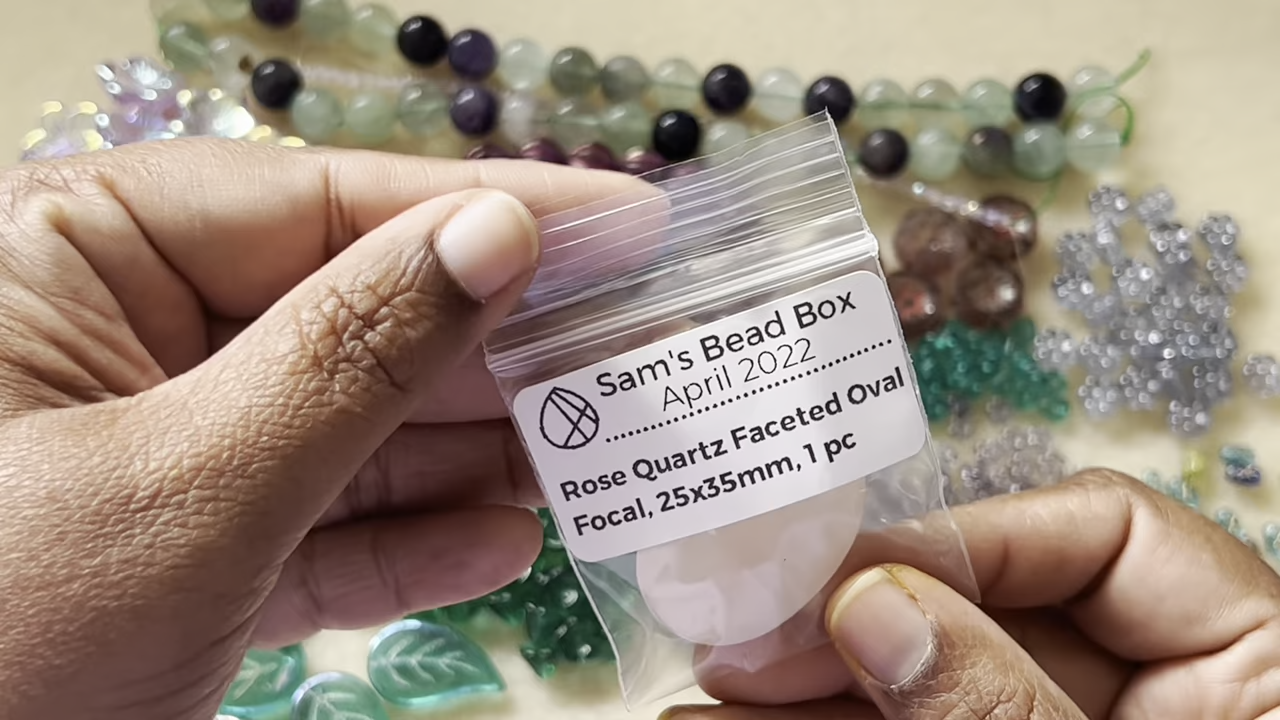 Sam's Bead Box
April 2022
Rose Quartz Faceted Oval
Focal, 25x35mm, 1 pc